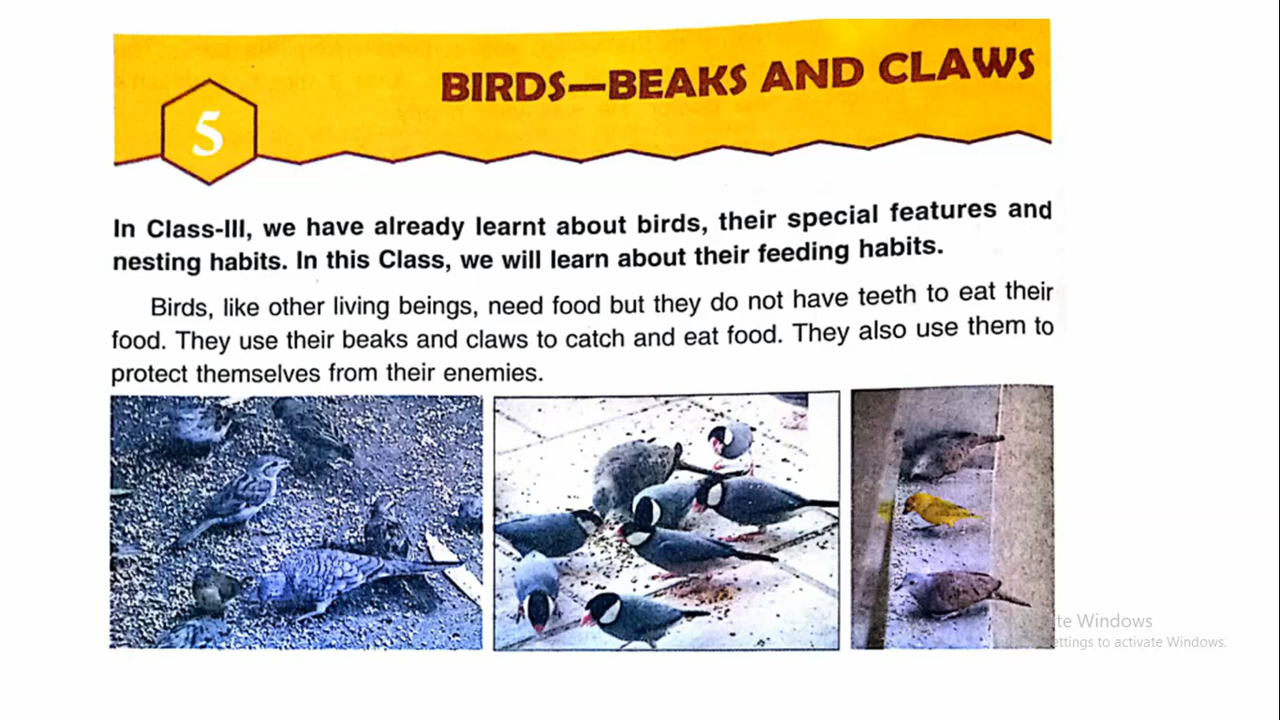 BIRDS—BEAKS AND CLAWS
5
In Class-III, we have already learnt about birds, their special features and
nesting habits. In this Class, we will learn about their feeding habits.
Birds, like other living beings, need food but they do not have teeth to eat their
food. They use their beaks and claws to catch and eat food. They also use them to
protect themselves from their enemies.
te Windows
ettings to activate Windows.